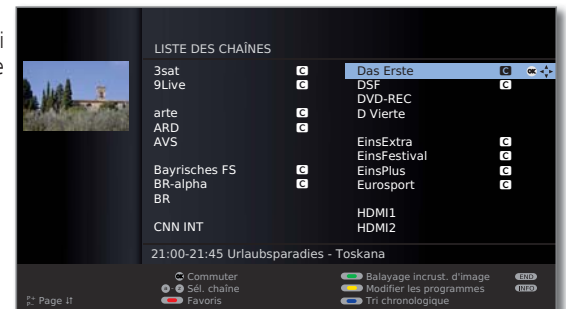 i
e
LISTE DES CHAÎNES
3sat C
9Live C
arte C
ARD C
AVS
Bayrisches FS C
BR-alpha C
BR
CNN INT
Das Erste C OK
DSF C
DVD-REC
D Vierte
EinsExtra C
EinsFestival C
EinsPlus C
Eurosport C
HDMI1
HDMI2
21:00-21:45 Urlaubsparadies - Toskana
P+ P- Page
OK Commuter
Sél. chaîne
Favoris
Balayage incrust. d'image END
Modifier les programmes INFO
Tri chronologique